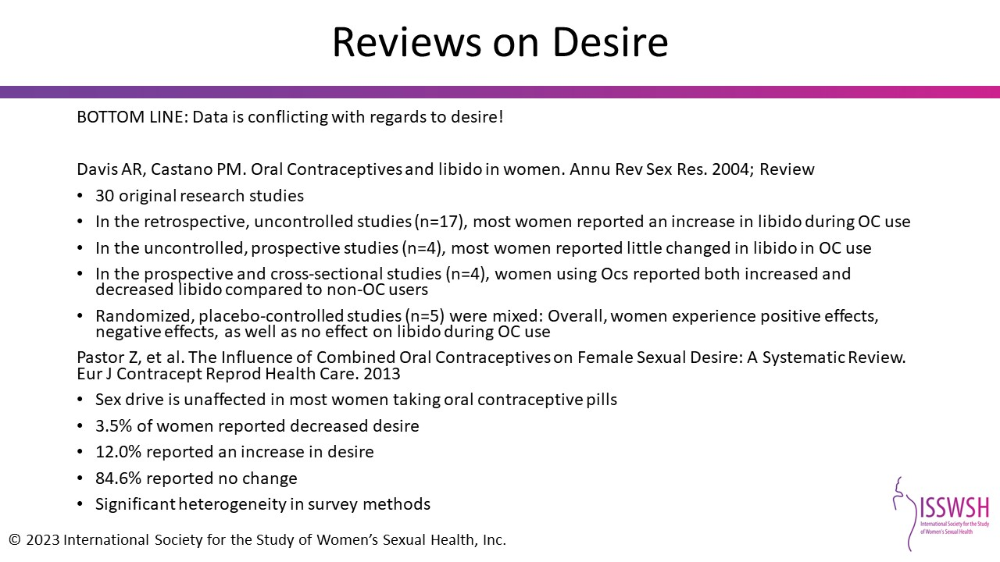 Reviews on Desire
BOTTOM LINE: Data is conflicting with regards to desire!
Davis AR, Castano PM. Oral Contraceptives and libido in women. Annu Rev Sex Res. 2004; Review
• 30 original research studies
• In the retrospective, uncontrolled studies (n=17), most women reported an increase in libido during OC use
• In the uncontrolled, prospective studies (n=4), most women reported little changed in libido in OC use
• In the prospective and cross-sectional studies (n=4), women using Ocs reported both increased and
decreased libido compared to non-OC users
• Randomized, placebo-controlled studies (n=5) were mixed: Overall, women experience positive effects,
negative effects, as well as no effect on libido during OC use
Pastor Z, et al. The Influence of Combined Oral Contraceptives on Female Sexual Desire: A Systematic Review.
Eur J Contracept Reprod Health Care. 2013
• Sex drive is unaffected in most women taking oral contraceptive pills
• 3.5% of women reported decreased desire
• 12.0% reported an increase in desire
• 84.6% reported no change
• Significant heterogeneity in survey methods
ISSWSH
International Society for the Study
of Women's Sexual Health
© 2023 International Society for the Study of Women’s Sexual Health, Inc.